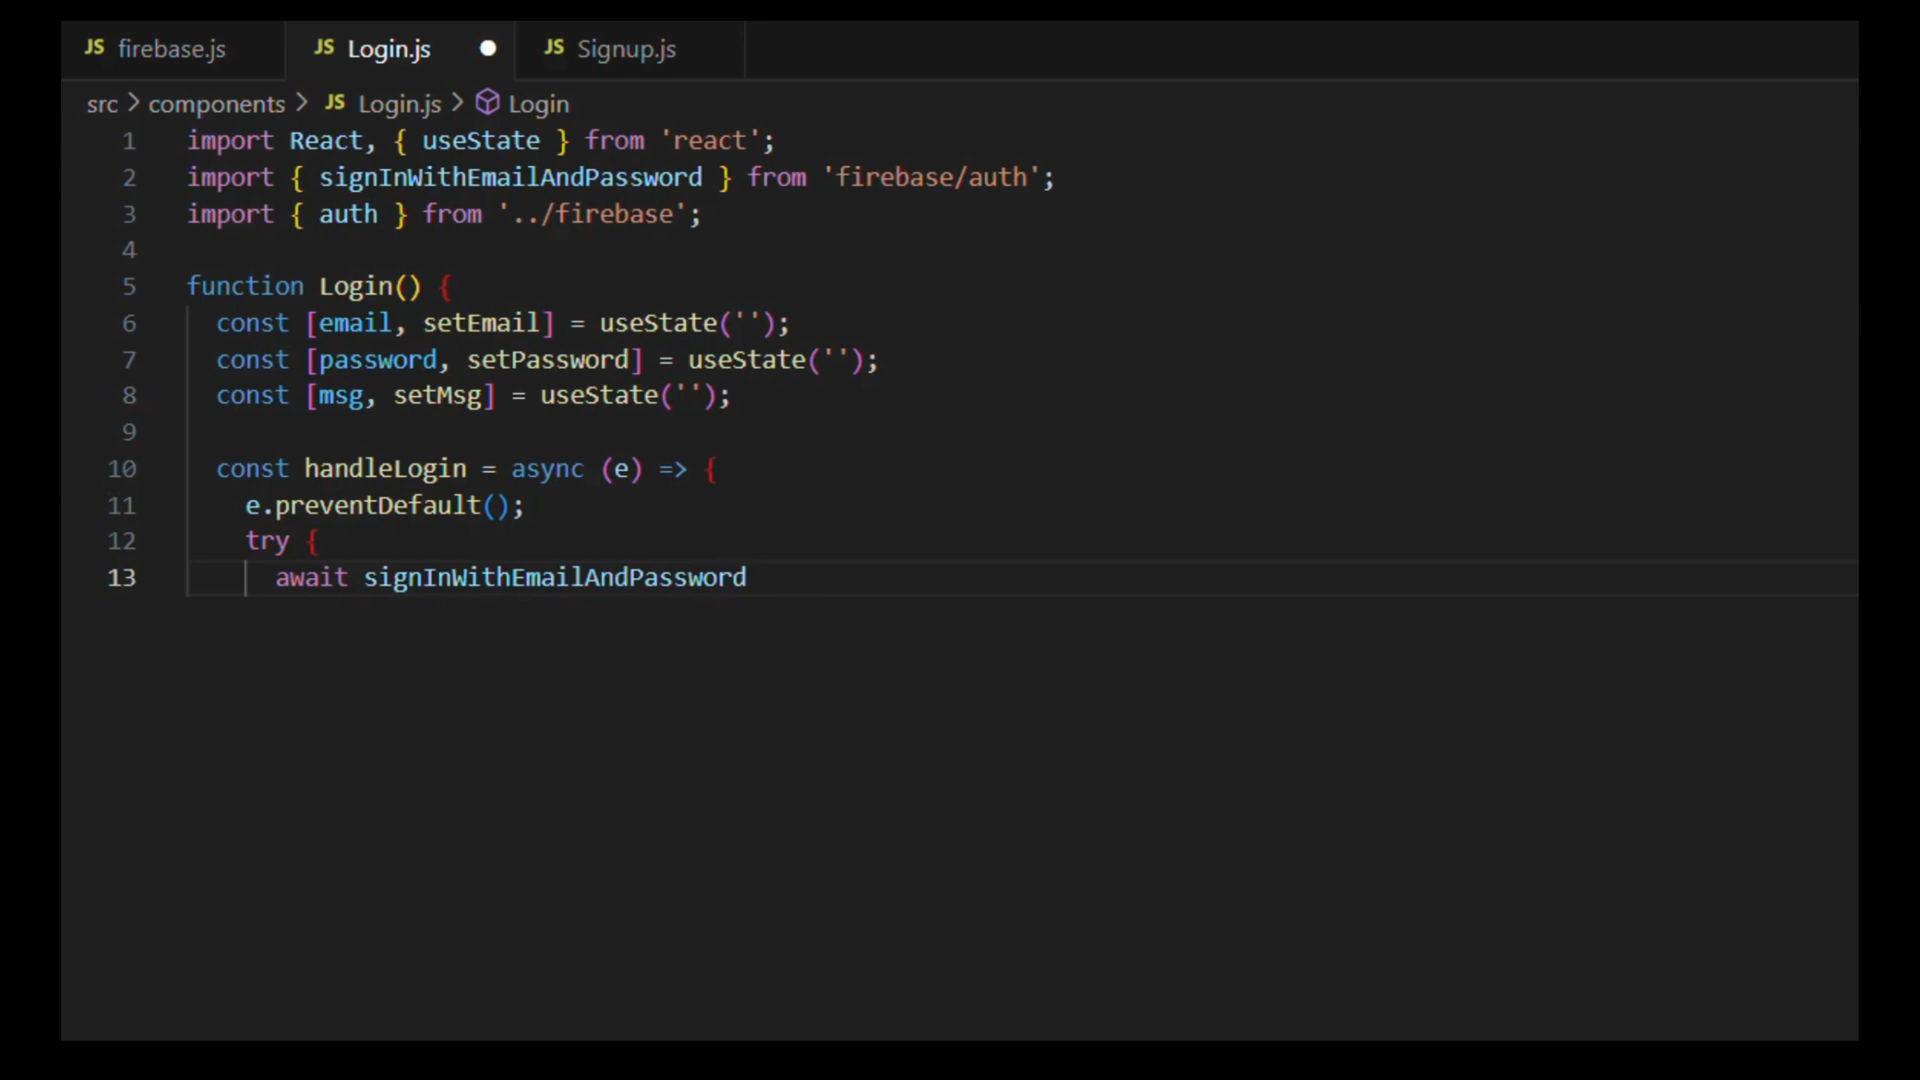 JS firebase.js JS Login.js JS Signup.js
src > components > JS Login.js > Login
1 import React, { useState } from 'react';
2 import { signInWithEmailAndPassword } from 'firebase/auth';
3 import { auth } from '../firebase';
4
5 function Login() {
6 const [email, setEmail] = useState('');
7 const [password, setPassword] = useState('');
8 const [msg, setMsg] = useState('');
9
10 const handleLogin = async (e) => {
11 e.preventDefault();
12 try {
13 await signInWithEmailAndPassword